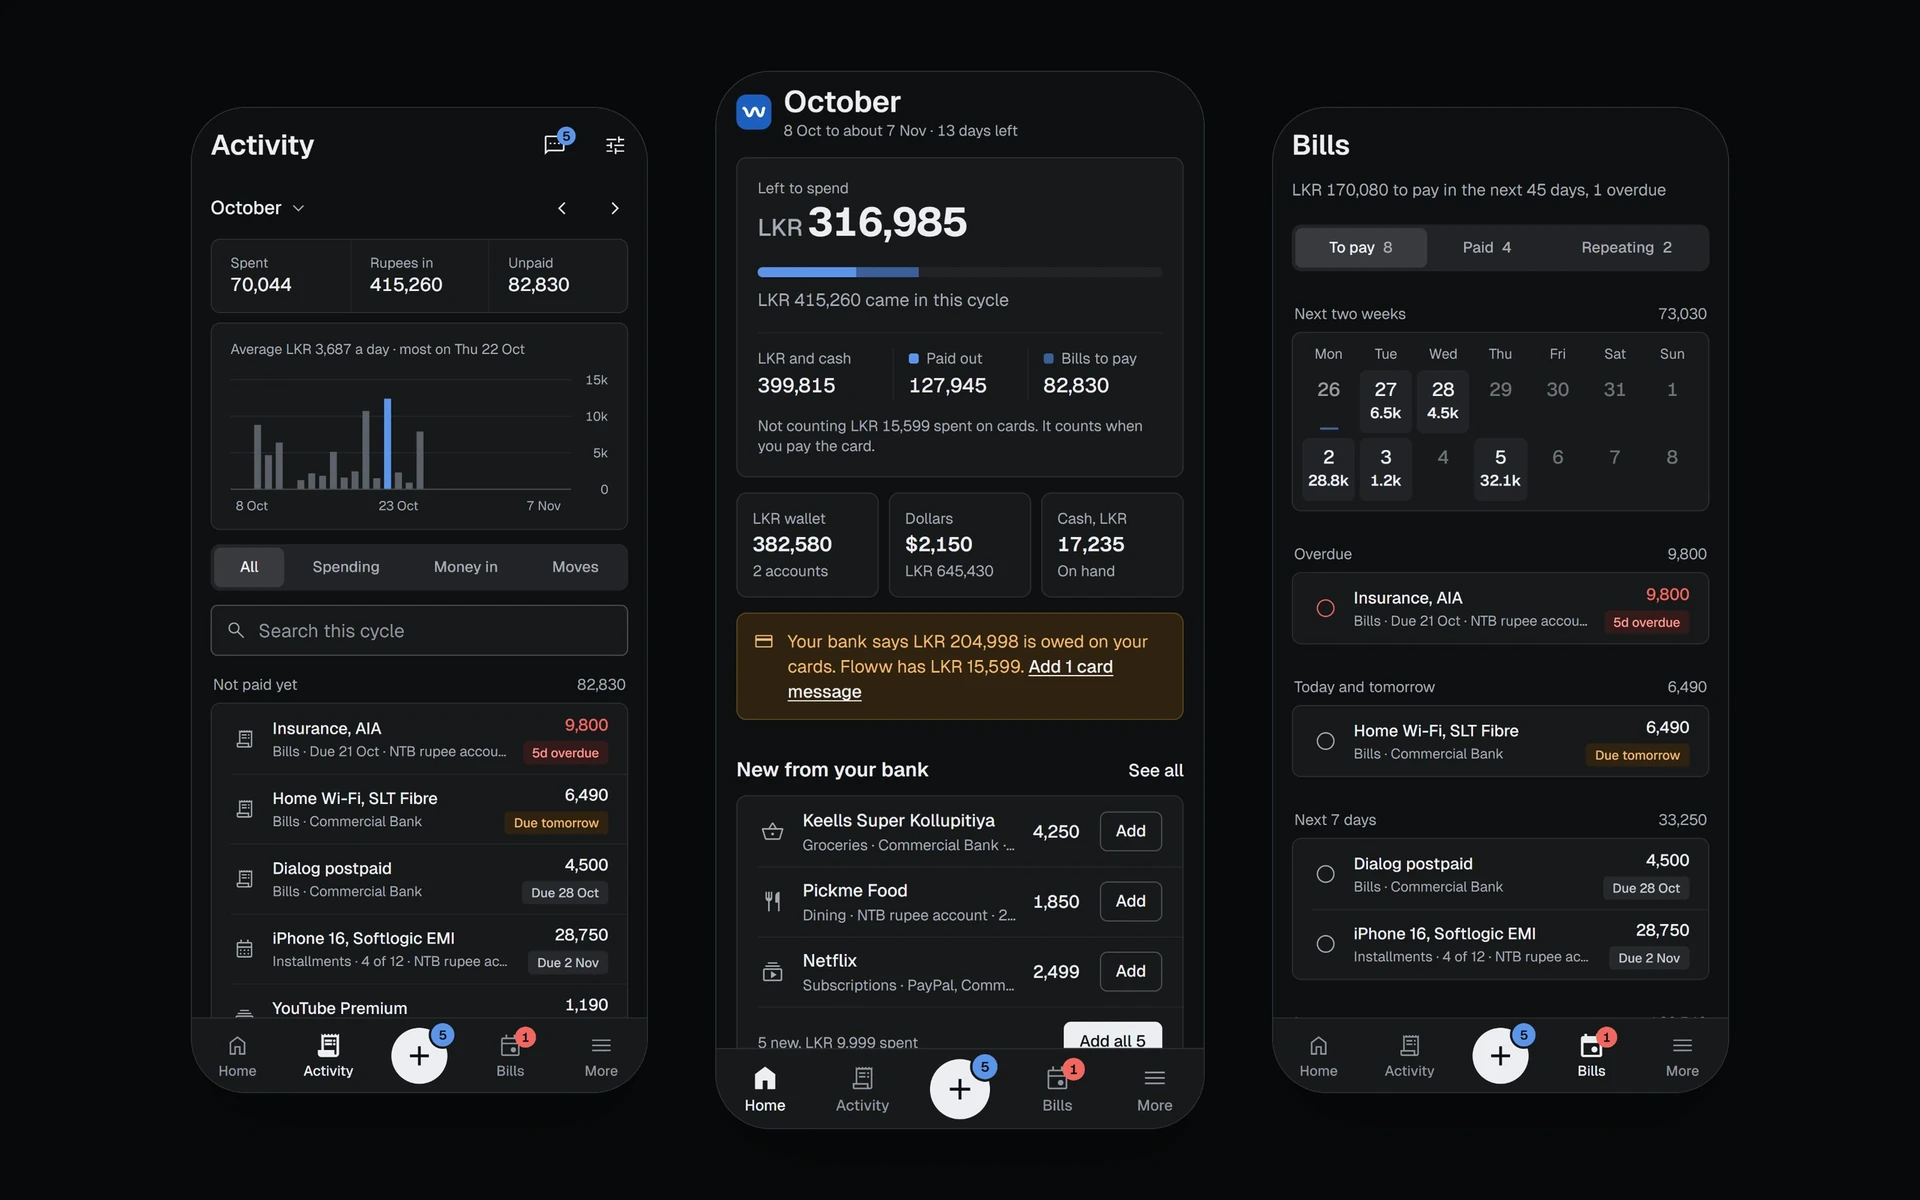 Activity
5
October
Spent
70,044
Rupees in
415,260
Unpaid
82,830
Average LKR 3,687 a day · most on Thu 22 Oct
15k
10k
5k
0
8 Oct
23 Oct
7 Nov
All
Spending
Money in
Moves
Search this cycle
Not paid yet
82,830
Insurance, AIA
9,800
Bills · Due 21 Oct · NTB rupee accou...
5d overdue
Home Wi-Fi, SLT Fibre
6,490
Bills · Commercial Bank
Due tomorrow
Dialog postpaid
4,500
Bills · Commercial Bank
Due 28 Oct
iPhone 16, Softlogic EMI
28,750
Installments · 4 of 12 · NTB rupee ac...
Due 2 Nov
YouTube Premium
1,190
Home
Activity
5
1
Bills
More
October
8 Oct to about 7 Nov · 13 days left
Left to spend
LKR 316,985
LKR 415,260 came in this cycle
LKR and cash
399,815
Paid out
127,945
Bills to pay
82,830
Not counting LKR 15,599 spent on cards. It counts when
you pay the card.
LKR wallet
382,580
2 accounts
Dollars
$2,150
LKR 645,430
Cash, LKR
17,235
On hand
Your bank says LKR 204,998 is owed on your
cards. Floww has LKR 15,599. Add 1 card
message
New from your bank
See all
Keells Super Kollupitiya
Groceries · Commercial Bank ·...
4,250
Add
Pickme Food
Dining · NTB rupee account · 2...
1,850
Add
Netflix
Subscriptions · PayPal, Comm...
2,499
Add
5 new, LKR 9,999 spent
Add all 5
Home
Activity
5
1
Bills
More
Bills
LKR 170,080 to pay in the next 45 days, 1 overdue
To pay 8
Paid 4
Repeating 2
Next two weeks
73,030
Mon Tue Wed Thu Fri Sat Sun
26 27 28 29 30 31 1
6.5k 4.5k
2 3 4 5 6 7 8
28.8k 1.2k 32.1k
Overdue
9,800
Insurance, AIA
9,800
Bills · Due 21 Oct · NTB rupee accou...
5d overdue
Today and tomorrow
6,490
Home Wi-Fi, SLT Fibre
6,490
Bills · Commercial Bank
Due tomorrow
Next 7 days
33,250
Dialog postpaid
4,500
Bills · Commercial Bank
Due 28 Oct
iPhone 16, Softlogic EMI
28,750
Installments · 4 of 12 · NTB rupee ac...
Due 2 Nov
Home
Activity
5
1
Bills
More